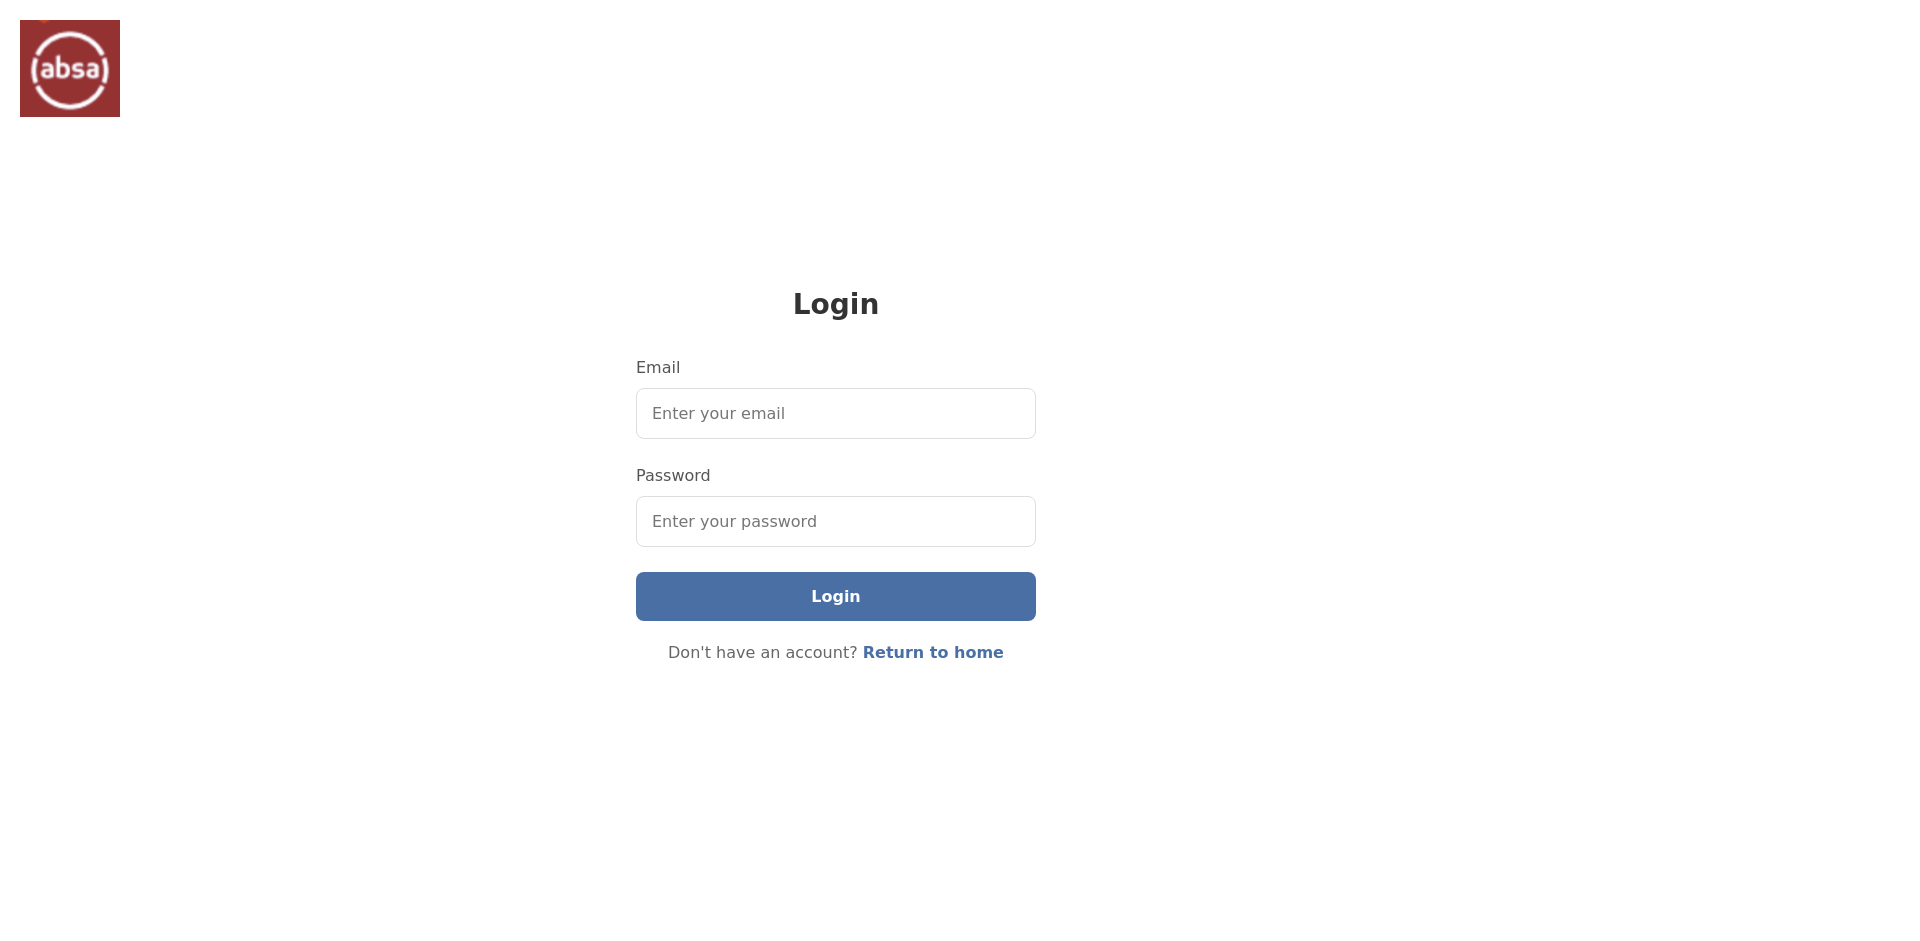 absa
Login
Email
Enter your email
Password
Enter your password
Login
Don't have an account? Return to home